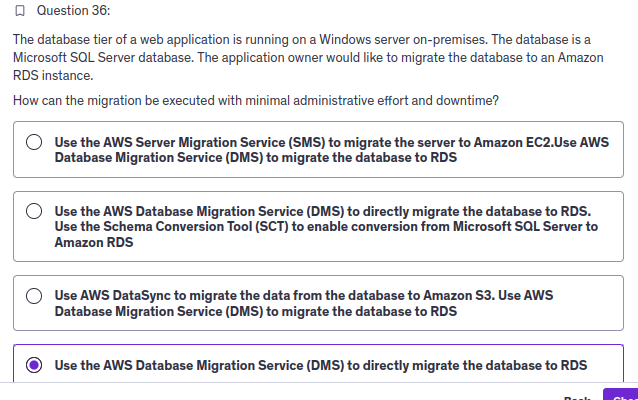 Question 36:
The database tier of a web application is running on a Windows server on-premises. The database is a
Microsoft SQL Server database. The application owner would like to migrate the database to an Amazon
RDS instance.
How can the migration be executed with minimal administrative effort and downtime?
Use the AWS Server Migration Service (SMS) to migrate the server to Amazon EC2.Use AWS
Database Migration Service (DMS) to migrate the database to RDS
Use the AWS Database Migration Service (DMS) to directly migrate the database to RDS.
Use the Schema Conversion Tool (SCT) to enable conversion from Microsoft SQL Server to
Amazon RDS
Use AWS DataSync to migrate the data from the database to Amazon S3. Use AWS
Database Migration Service (DMS) to migrate the database to RDS
Use the AWS Database Migration Service (DMS) to directly migrate the database to RDS